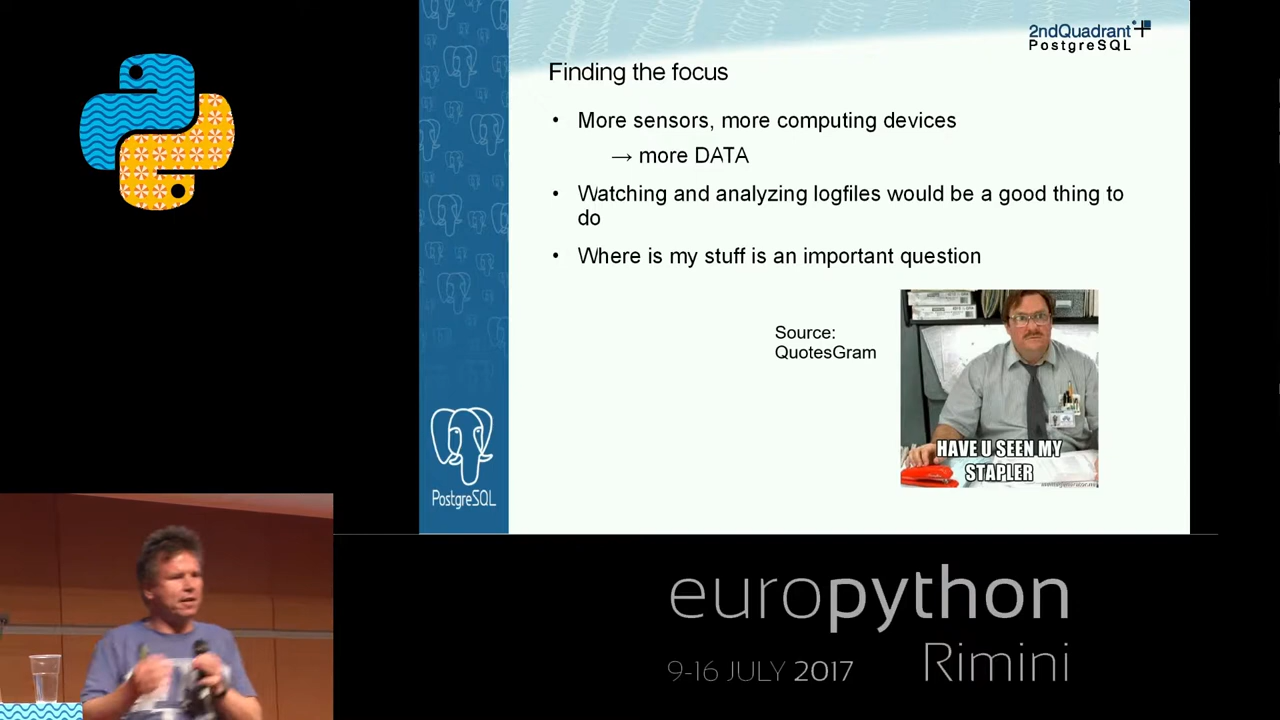 2ndQuadrant
PostgreSQL
Finding the focus
• More sensors, more computing devices
→ more DATA
• Watching and analyzing logfiles would be a good thing to
do
• Where is my stuff is an important question
Source:
QuotesGram
HAVE U SEEN MY
STAPLER
memegenerator.net
PostgreSQL
europython
Rimini
9-16 JULY 2017